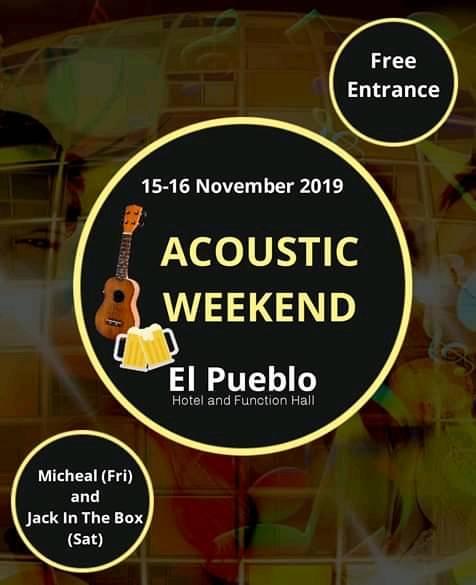 Free
Entrance
15-16 November 2019
ACOUSTIC
WEEKEND
El Pueblo
Hotel and Function Hall
Micheal (Fri)
and
Jack In The Box
(Sat)